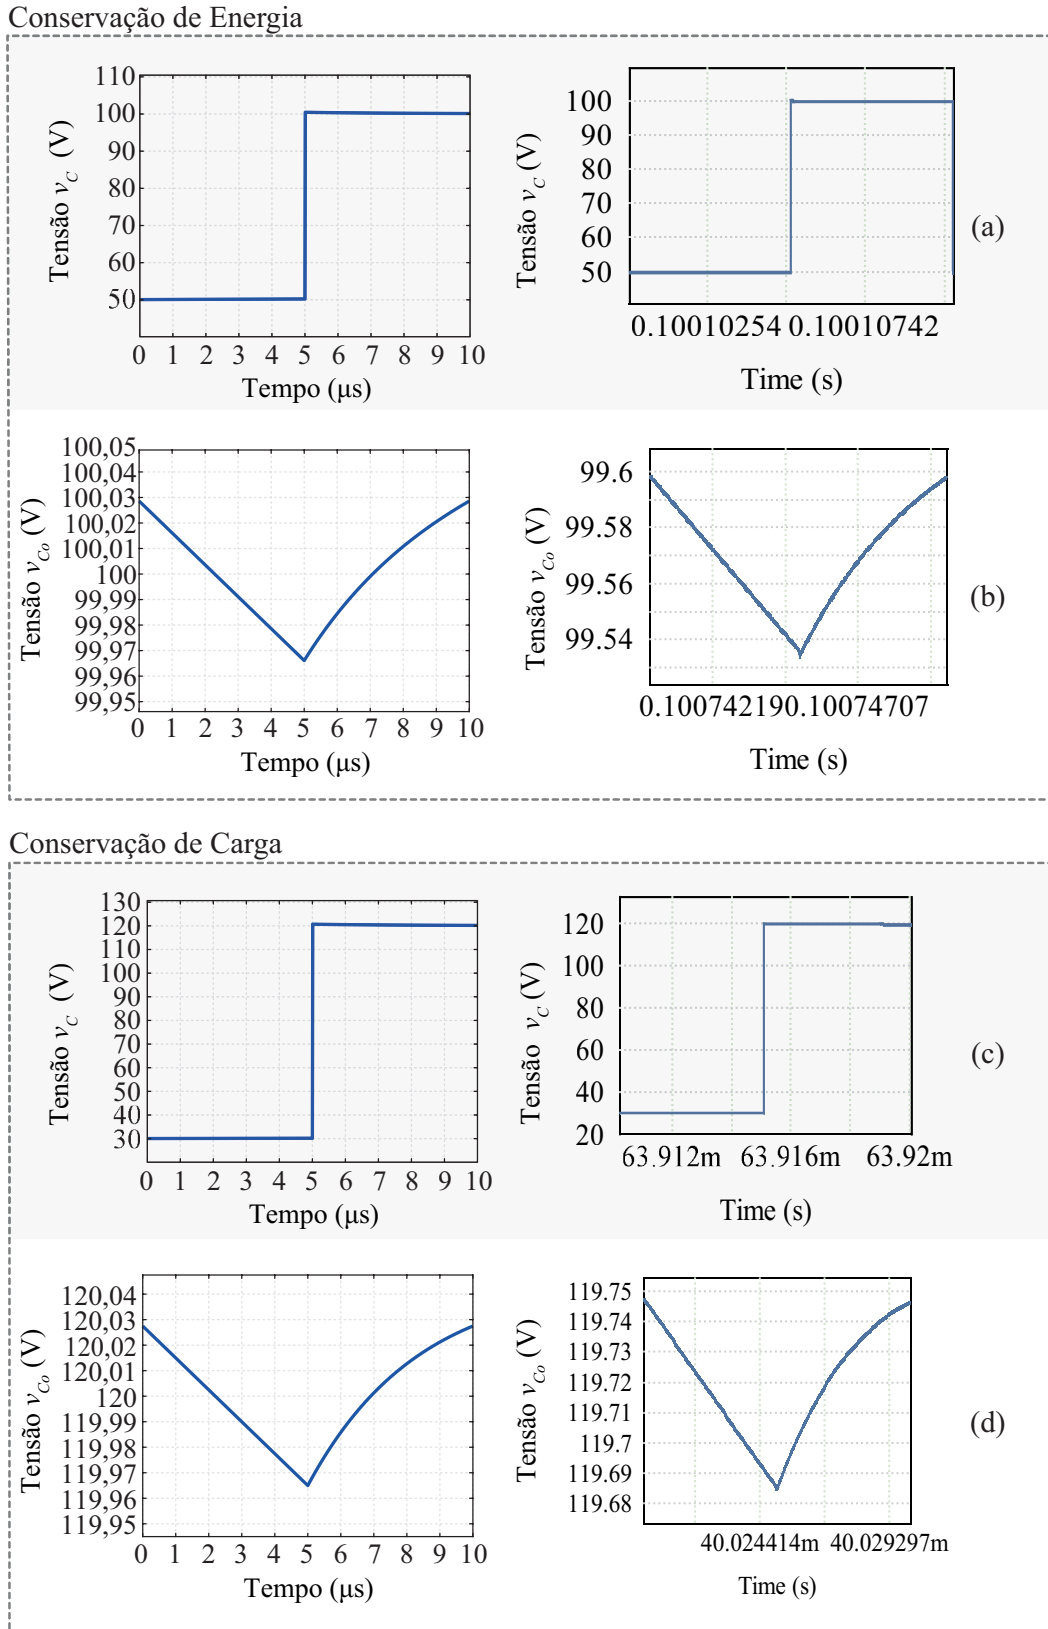 Conservação de Energia
110
100
90
80
70
60
50
0 1 2 3 4 5 6 7 8 9 10
Tensão v_C (V)
Tempo (μs)
100
90
80
70
60
50
0.10010254 0.10010742
Tensão v_C (V)
Time (s)
(a)
100,05
100,04
100,03
100,02
100,01
100
99,99
99,98
99,97
99,96
99,95
0 1 2 3 4 5 6 7 8 9 10
Tensão v_Co (V)
Tempo (μs)
99.6
99.58
99.56
99.54
0.100742190.10074707
Tensão v_Co (V)
Time (s)
(b)
Conservação de Carga
130
120
110
100
90
80
70
60
50
40
30
0 1 2 3 4 5 6 7 8 9 10
Tensão v_C (V)
Tempo (μs)
120
100
80
60
40
20
63.912m 63.916m 63.92m
Tensão v_C (V)
Time (s)
(c)
120,04
120,03
120,02
120,01
120
119,99
119,98
119,97
119,96
119,95
0 1 2 3 4 5 6 7 8 9 10
Tensão v_Co (V)
Tempo (μs)
119.75
119.74
119.73
119.72
119.71
119.7
119.69
119.68
40.024414m 40.029297m
Tensão v_Co (V)
Time (s)
(d)